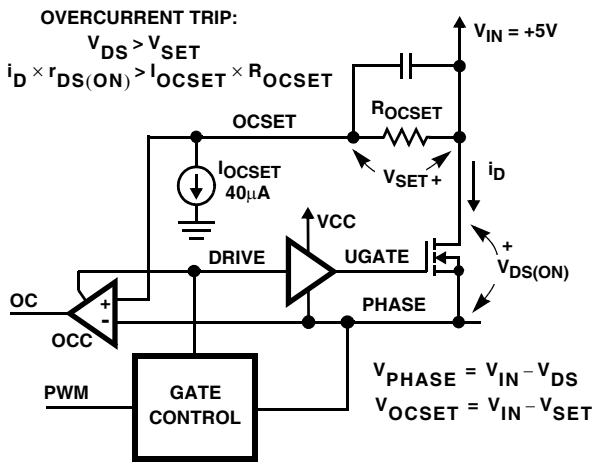 OVERCURRENT TRIP:
V_DS > V_SET
i_D × r_DS(ON) > I_OCSET × R_OCSET
V_IN = +5V
R_OCSET
OCSET
V_SET +
I_OCSET
40μA
i_D
VCC
DRIVE
UGATE
+
V_DS(ON)
OC
+
-
OCC
PHASE
PWM
GATE
CONTROL
V_PHASE = V_IN – V_DS
V_OCSET = V_IN – V_SET